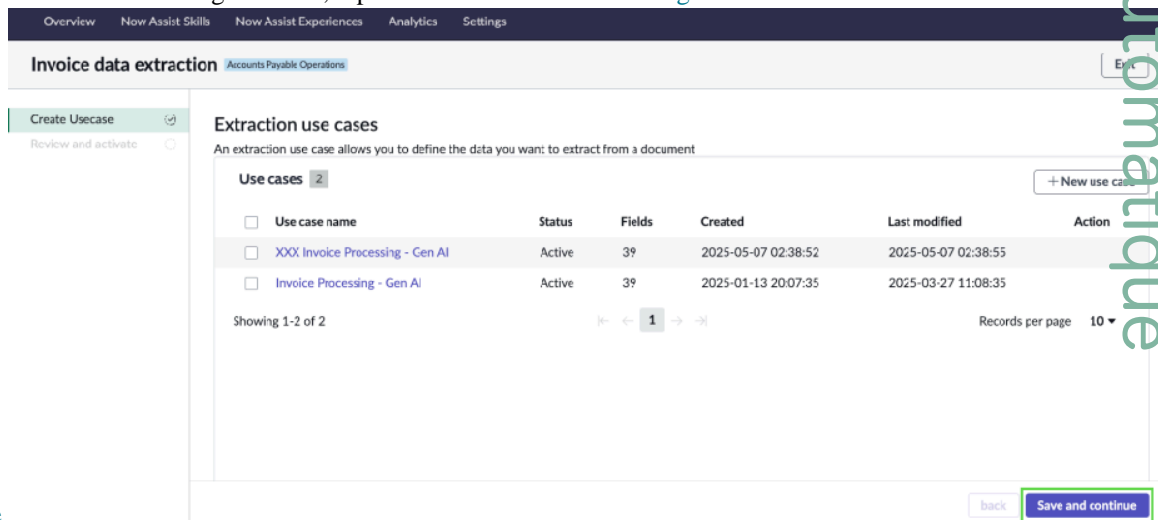 Overview Now Assist Skills Now Assist Experiences Analytics Settings
Invoice data extraction Accounts Payable Operations
Create Usecase
Review and activate
Extraction use cases
An extraction use case allows you to define the data you want to extract from a document
Use cases 2
+ New use case
Use case name Status Fields Created Last modified Action
XXX Invoice Processing - Gen AI Active 39 2025-05-07 02:38:52 2025-05-07 02:38:55
Invoice Processing - Gen AI Active 39 2025-01-13 20:07:35 2025-03-27 11:08:35
Showing 1-2 of 2 1 Records per page 10
back Save and continue
utomatique